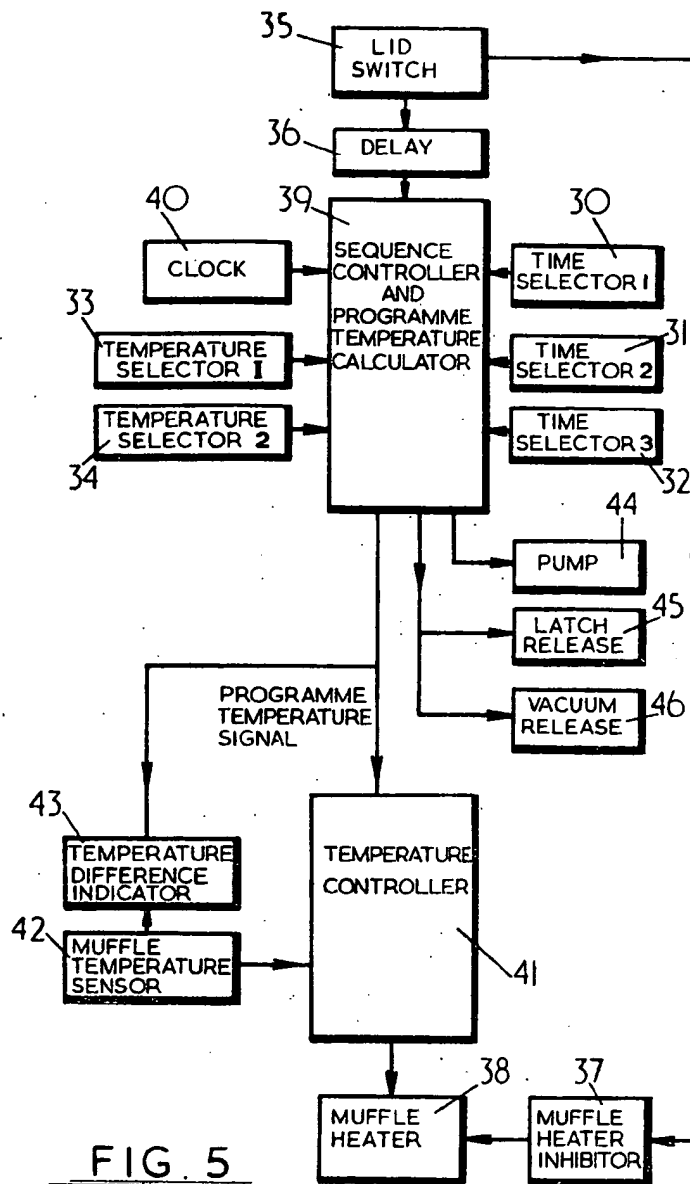 35
LID
SWITCH
36
DELAY
39
40
CLOCK
SEQUENCE
CONTROLLER
AND
PROGRAMME
TEMPERATURE
CALCULATOR
30
TIME
SELECTOR 1
33
TEMPERATURE
SELECTOR I
31
TIME
SELECTOR 2
TEMPERATURE
SELECTOR 2
34
TIME
SELECTOR 3
32
44
PUMP
45
LATCH
RELEASE
PROGRAMME
TEMPERATURE
SIGNAL
VACUUM
RELEASE
46
43
TEMPERATURE
DIFFERENCE
INDICATOR
TEMPERATURE
CONTROLLER
42
MUFFLE
TEMPERATURE
SENSOR
41
38
MUFFLE
HEATER
37
MUFFLE
HEATER
INHIBITOR
FIG. 5